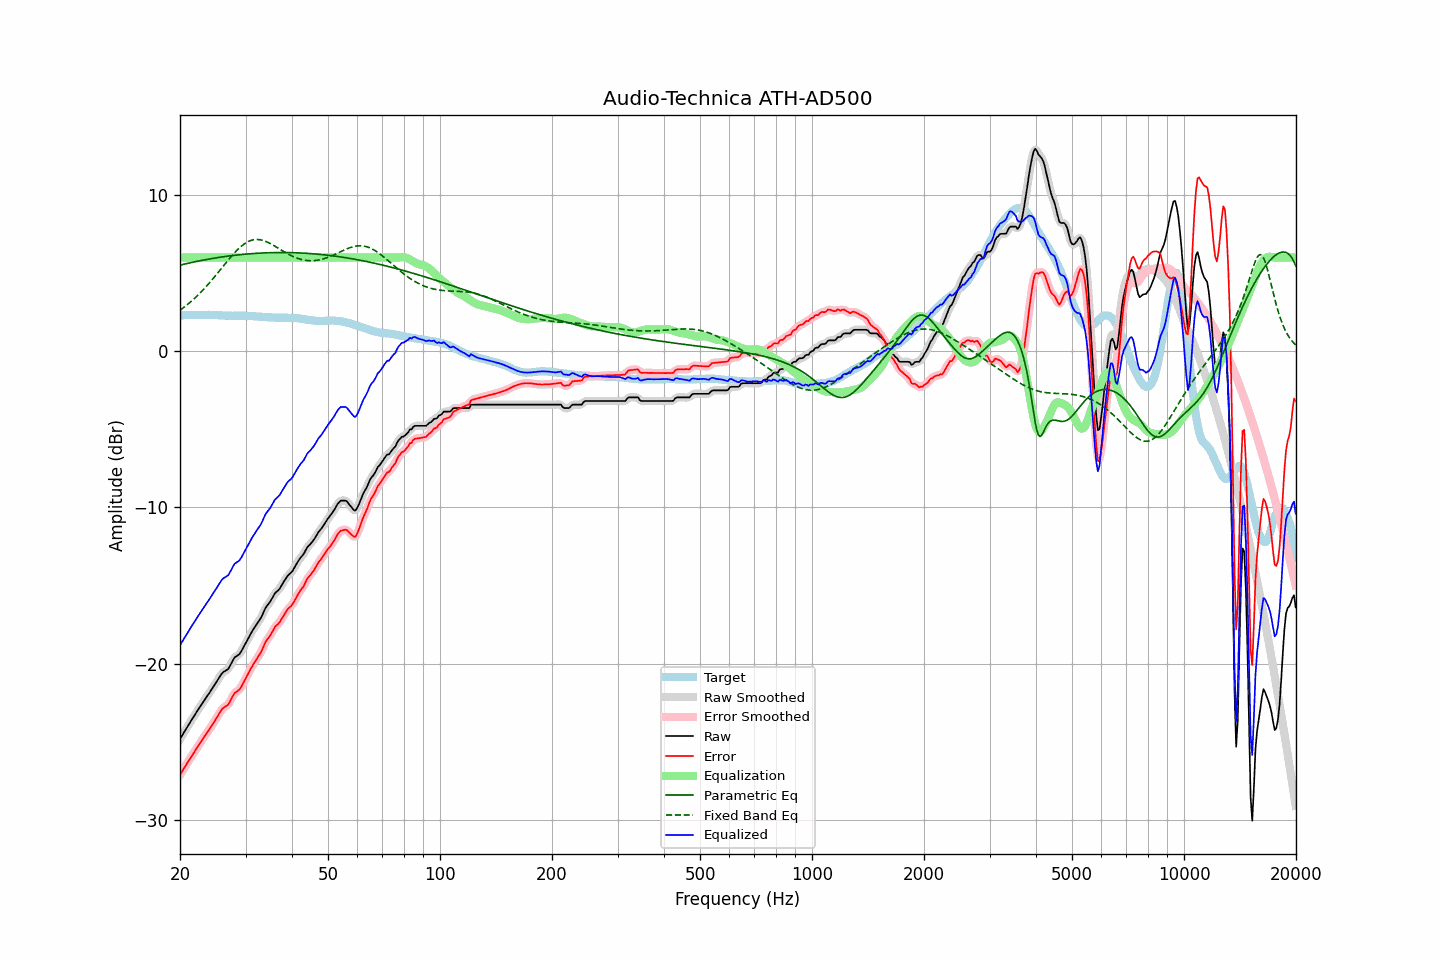 Audio-Technica ATH-AD500
Amplitude (dBr)
10
0
−10
−20
−30
Target
Raw Smoothed
Error Smoothed
Raw
Error
Equalization
Parametric Eq
Fixed Band Eq
Equalized
20
50
100
200
500
1000
2000
5000
10000
20000
Frequency (Hz)